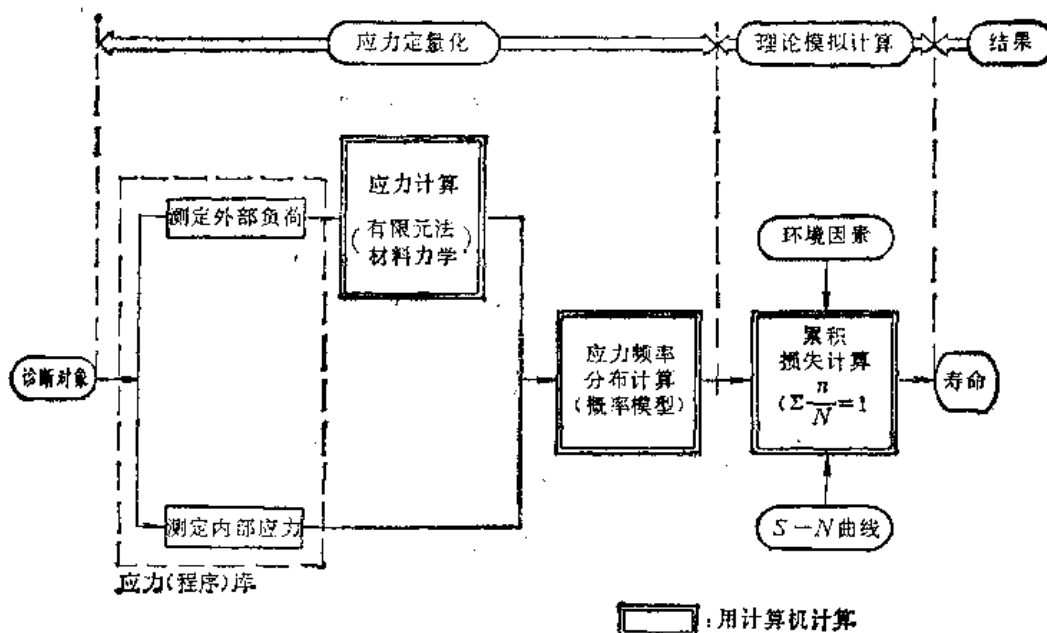 应力定量化
理论模拟计算
结果
应力计算
(有限元法
材料力学)
测定外部负荷
环境因素
诊断对象
应力频率
分布计算
(概率模型)
累积
损失计算
(Σn/N=1
寿命
测定内部应力
S-N曲线
应力(程序)库
:用计算机计算